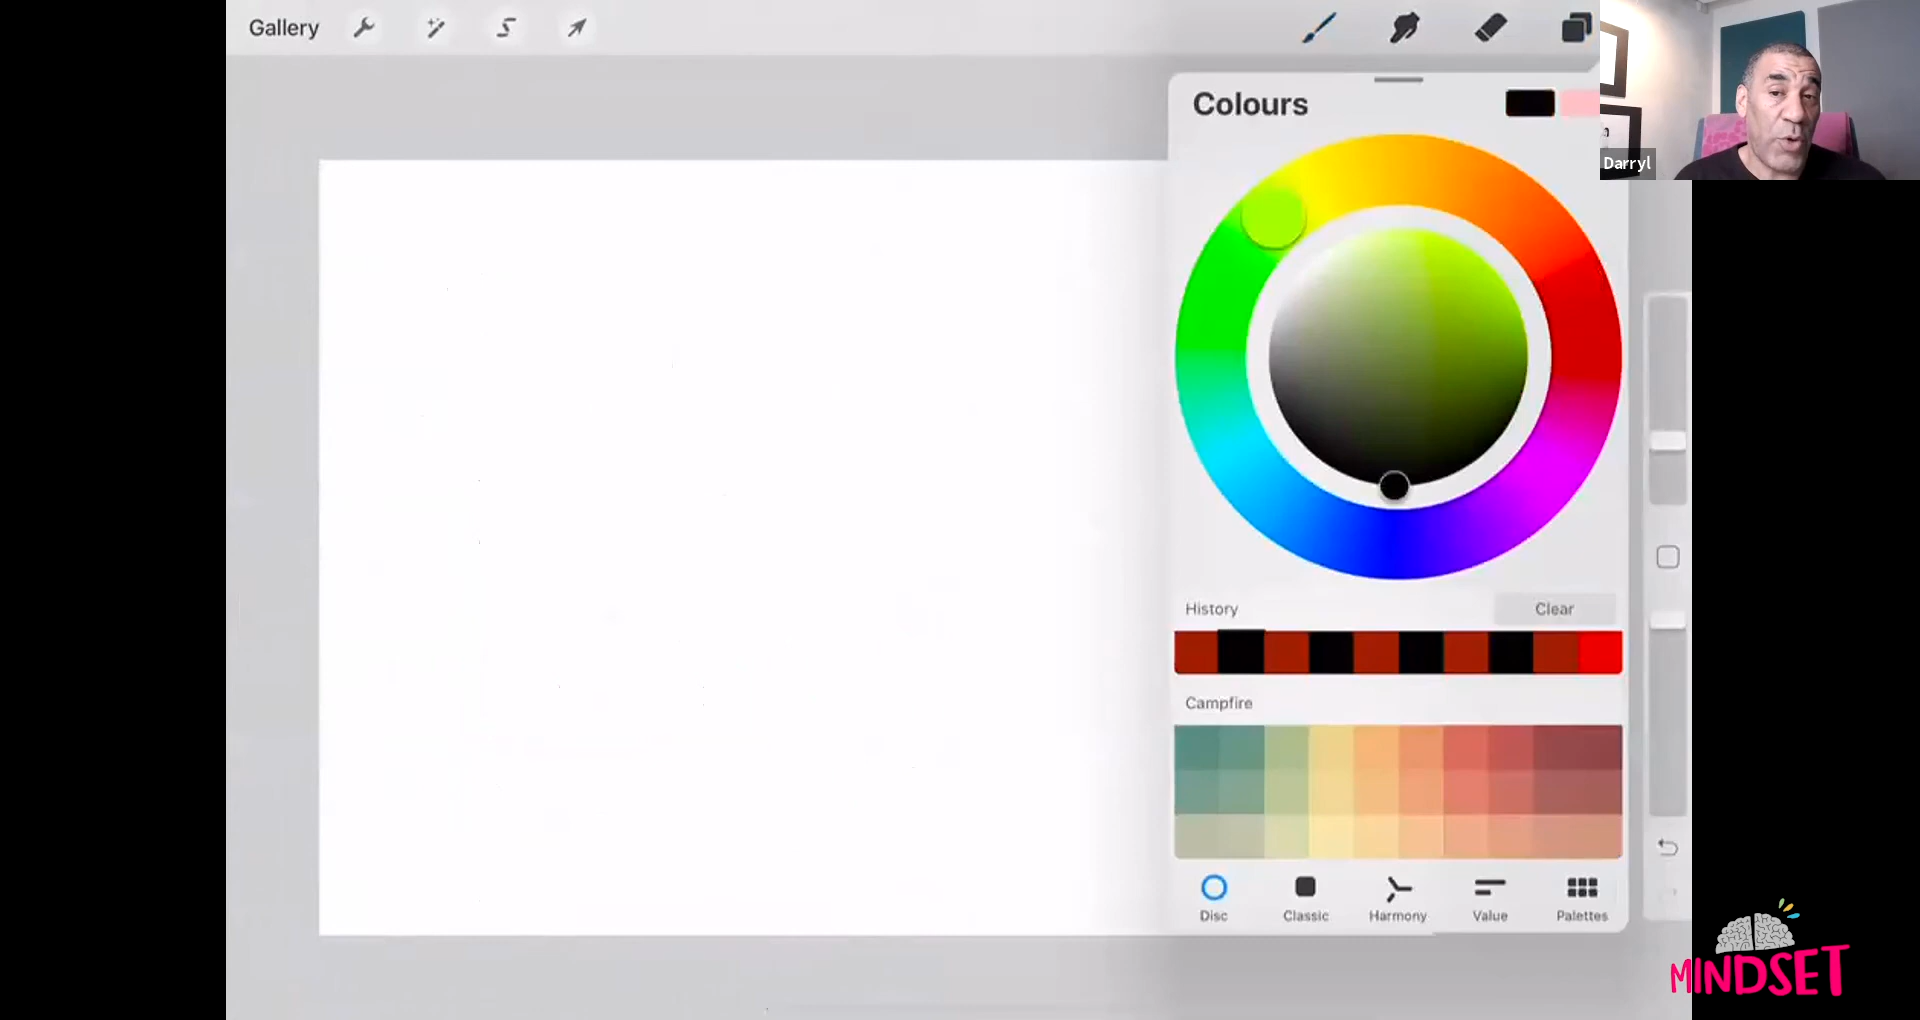 Gallery
Colours
Darryl
History
Clear
Campfire
Disc
Classic
Harmony
Value
Palettes
MINDSET